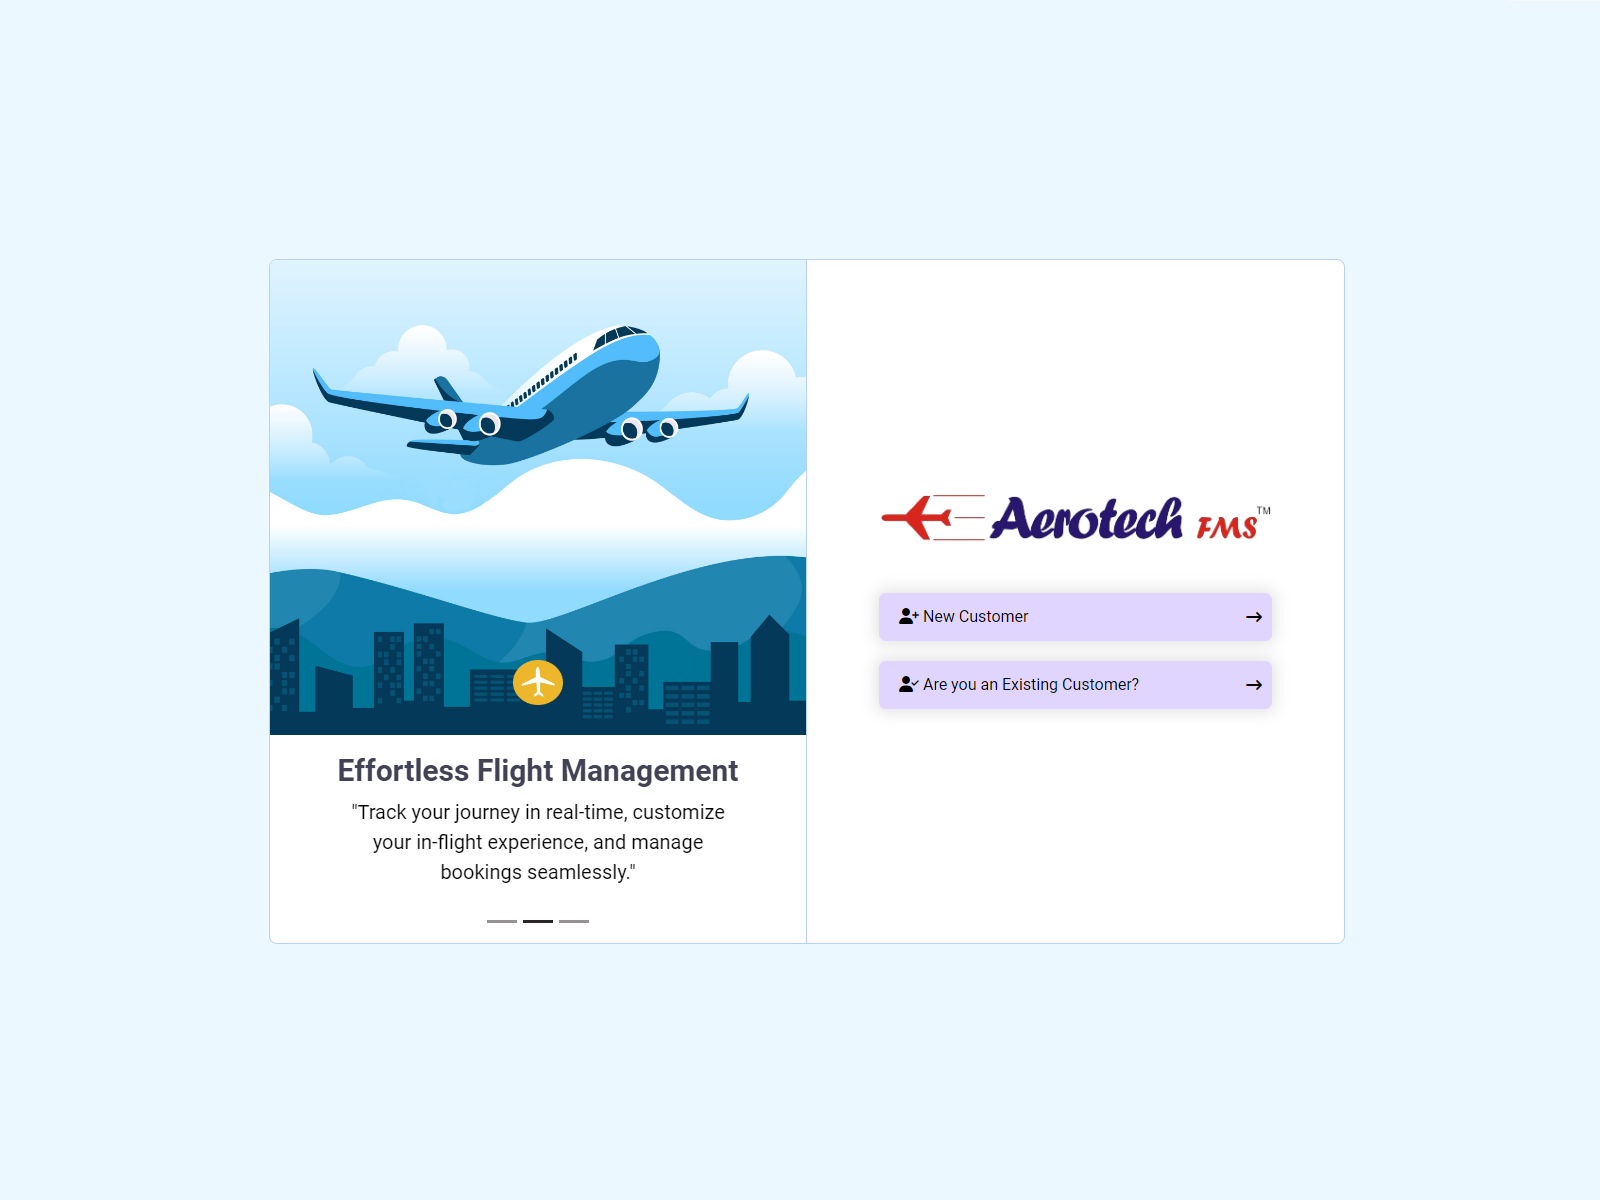 Effortless Flight Management
"Track your journey in real-time, customize
your in-flight experience, and manage
bookings seamlessly."
Aerotech FMS™
New Customer
Are you an Existing Customer?